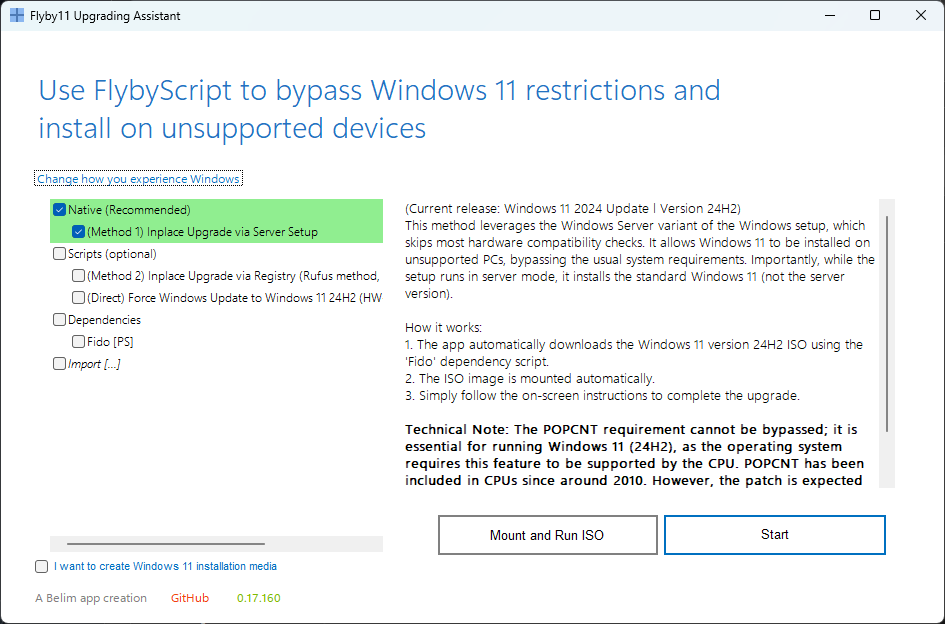 Flyby11 Upgrading Assistant
Use FlybyScript to bypass Windows 11 restrictions and
install on unsupported devices
Change how you experience Windows
Native (Recommended)
(Method 1) Inplace Upgrade via Server Setup
Scripts (optional)
(Method 2) Inplace Upgrade via Registry (Rufus method,
(Direct) Force Windows Update to Windows 11 24H2 (HW
Dependencies
Fido [PS]
Import [...]
(Current release: Windows 11 2024 Update | Version 24H2)
This method leverages the Windows Server variant of the Windows setup, which
skips most hardware compatibility checks. It allows Windows 11 to be installed on
unsupported PCs, bypassing the usual system requirements. Importantly, while the
setup runs in server mode, it installs the standard Windows 11 (not the server
version).
How it works:
1. The app automatically downloads the Windows 11 version 24H2 ISO using the
'Fido' dependency script.
2. The ISO image is mounted automatically.
3. Simply follow the on-screen instructions to complete the upgrade.
Technical Note: The POPCNT requirement cannot be bypassed; it is
essential for running Windows 11 (24H2), as the operating system
requires this feature to be supported by the CPU. POPCNT has been
included in CPUs since around 2010. However, the patch is expected
Mount and Run ISO
Start
I want to create Windows 11 installation media
A Belim app creation
GitHub
0.17.160